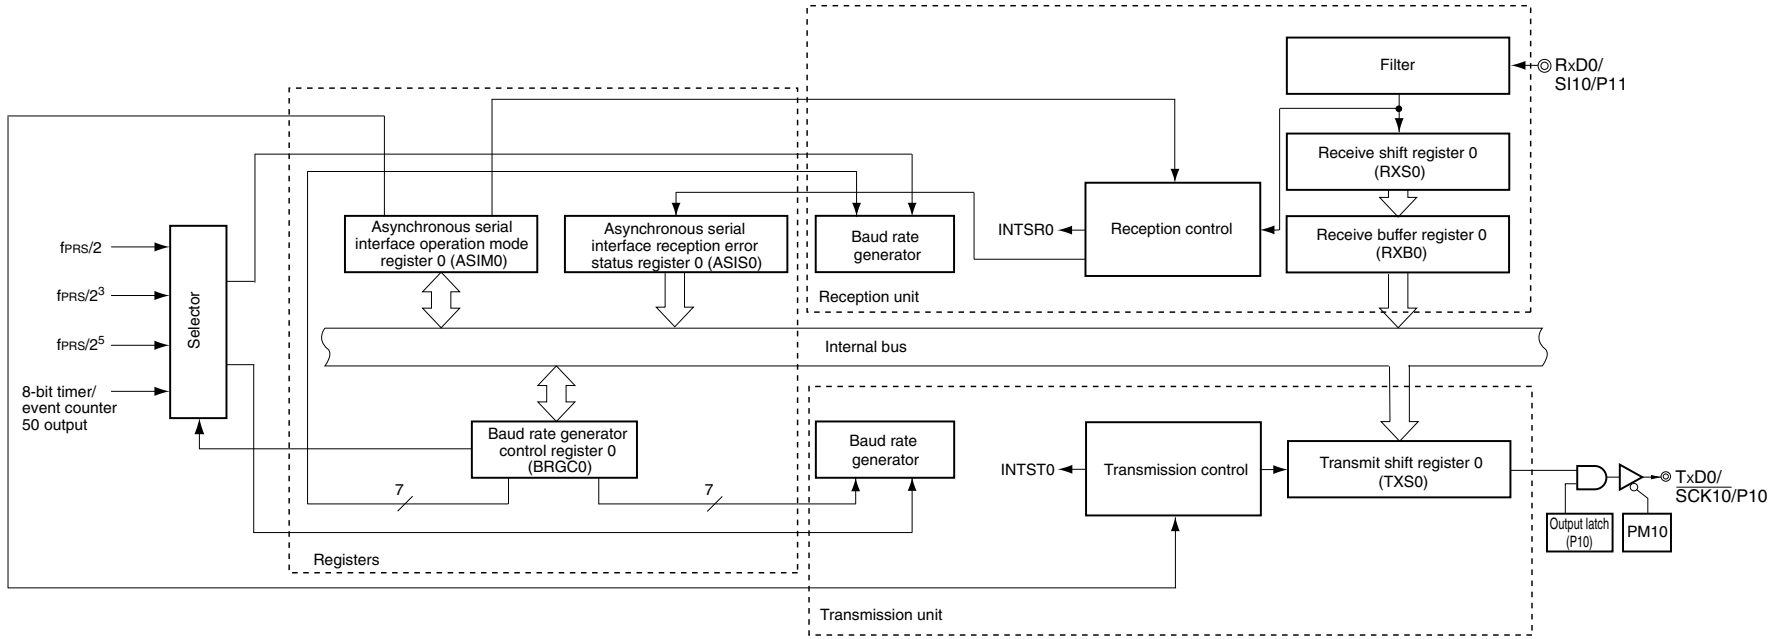 Filter
RxD0/
SI10/P11
Receive shift register 0
(RXS0)
Asynchronous serial
interface operation mode
register 0 (ASIM0)
Asynchronous serial
interface reception error
status register 0 (ASIS0)
Baud rate
generator
INTSR0
Reception control
Receive buffer register 0
(RXB0)
Reception unit
fPRS/2
fPRS/2³
fPRS/2⁵
8-bit timer/
event counter
50 output
Selector
Internal bus
Baud rate generator
control register 0
(BRGC0)
7
7
Baud rate
generator
INTST0
Transmission control
Transmit shift register 0
(TXS0)
TxD0/
SCK10/P10
Output latch
(P10)
PM10
Registers
Transmission unit